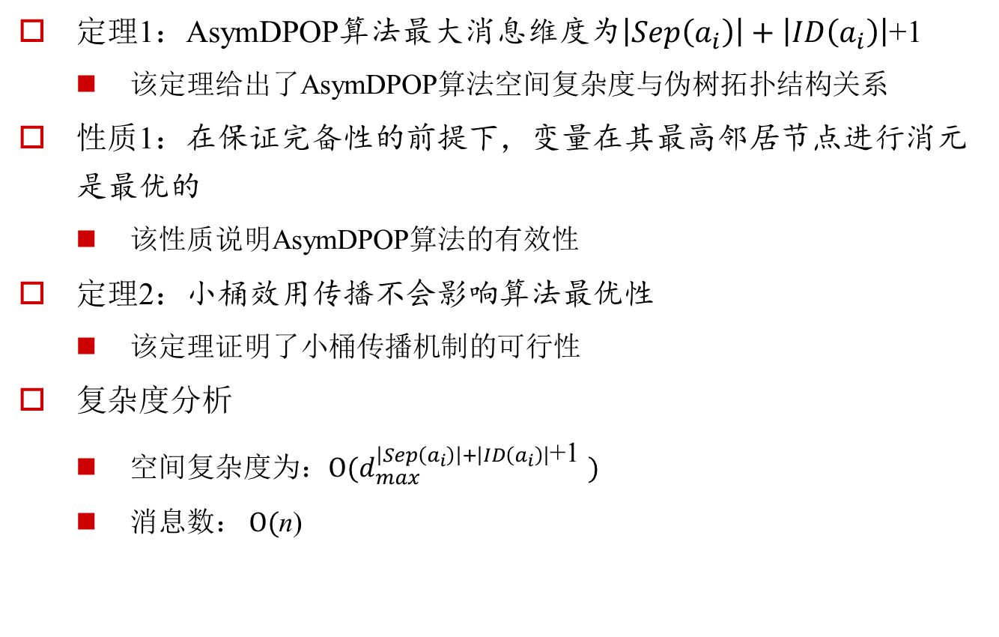 定理1：AsymDPOP算法最大消息维度为|Sep(aᵢ)| + |ID(aᵢ)|+1
该定理给出了AsymDPOP算法空间复杂度与伪树拓扑结构关系
性质1：在保证完备性的前提下，变量在其最高邻居节点进行消元
是最优的
该性质说明AsymDPOP算法的有效性
定理2：小桶效用传播不会影响算法最优性
该定理证明了小桶传播机制的可行性
复杂度分析
空间复杂度为：O(d_{max}^{|Sep(aᵢ)|+|ID(aᵢ)|+1})
消息数： O(n)